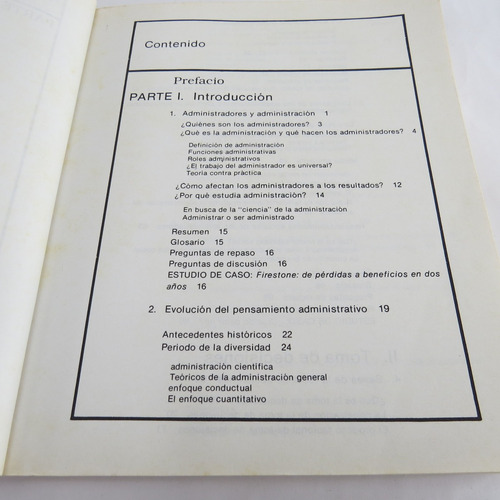 Contenido
Prefacio
PARTE I. Introducción
1. Administradores y administración 1
¿Quiénes son los administradores? 3
¿Qué es la administración y qué hacen los administradores? 4
Definición de administración
Funciones administrativas
Roles administrativos
¿El trabajo del administrador es universal?
Teoría contra práctica
¿Cómo afectan los administradores a los resultados? 12
¿Por qué estudia administración? 14
En busca de la "ciencia" de la administración
Administrar o ser administrado
Resumen 15
Glosario 15
Preguntas de repaso 16
Preguntas de discusión 16
ESTUDIO DE CASO: Firestone: de pérdidas a beneficios en dos
años 16
2. Evolución del pensamiento administrativo 19
Antecedentes históricos 22
Periodo de la diversidad 24
administración científica
Teóricos de la administración general
enfoque conductual
El enfoque cuantitativo